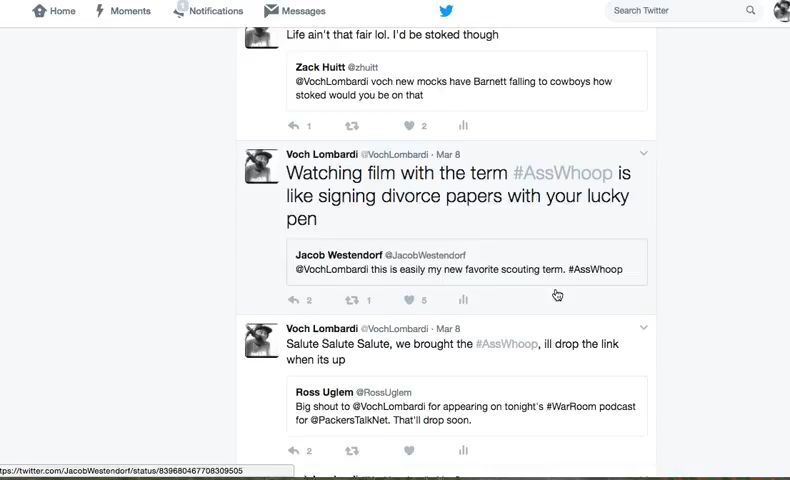 Home Moments 1 Notifications Messages Search Twitter
Life ain't that fair lol. I'd be stoked though
Zack Huitt @zhuitt
@VochLombardi voch new mocks have Barnett falling to cowboys how
stoked would you be on that
1 2
Voch Lombardi @VochLombardi · Mar 8
Watching film with the term #AssWhoop is
like signing divorce papers with your lucky
pen
Jacob Westendorf @JacobWestendorf
@VochLombardi this is easily my new favorite scouting term. #AssWhoop
2 1 5
Voch Lombardi @VochLombardi · Mar 8
Salute Salute Salute, we brought the #AssWhoop, ill drop the link
when its up
Ross Uglem @RossUglem
Big shout to @VochLombardi for appearing on tonight's #WarRoom podcast
for @PackersTalkNet. That'll drop soon.
2
ttps://twitter.com/JacobWestendorf/status/839680467708309505